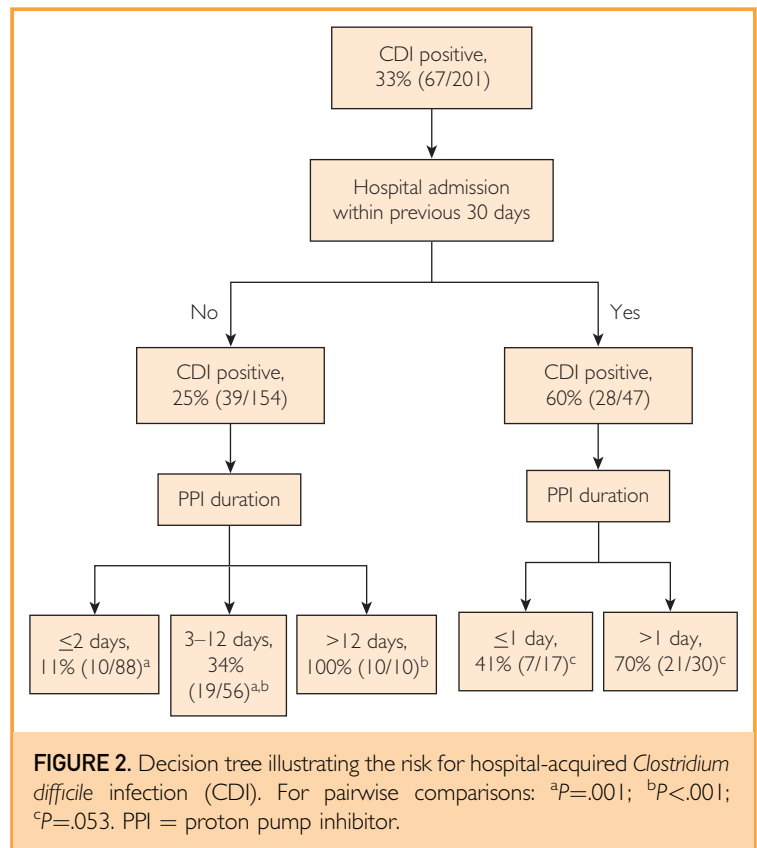 CDI positive,
33% (67/201)
Hospital admission
within previous 30 days
No
Yes
CDI positive,
25% (39/154)
CDI positive,
60% (28/47)
PPI duration
PPI duration
≤2 days,
11% (10/88)ᵃ
3–12 days,
34%
(19/56)ᵃ,ᵇ
>12 days,
100% (10/10)ᵇ
≤1 day,
41% (7/17)ᶜ
>1 day,
70% (21/30)ᶜ
FIGURE 2. Decision tree illustrating the risk for hospital-acquired Clostridium
difficile infection (CDI). For pairwise comparisons: ᵃP=.001; ᵇP<.001;
ᶜP=.053. PPI = proton pump inhibitor.